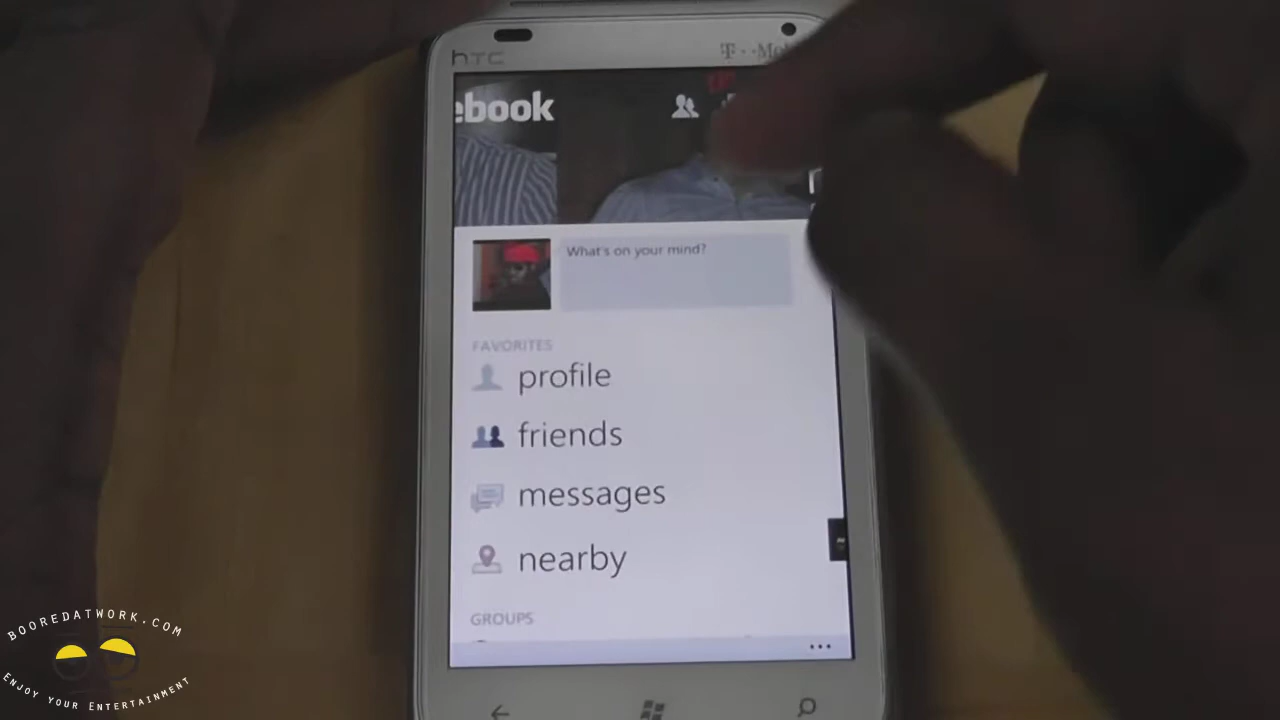 hTC
T - -Mob
ebook
What's on your mind?
FAVORITES
profile
friends
messages
nearby
GROUPS
...
BOOREDATWORK.COM
ENJOY YOUR ENTERTAINMENT